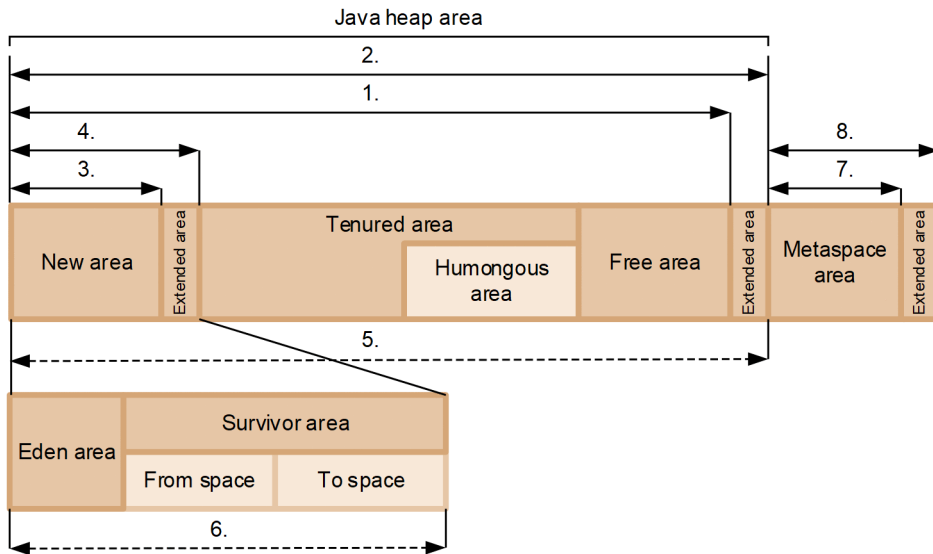 Java heap area
2.
1.
4.
8.
3.
7.
New area
Extended area
Tenured area
Humongous
area
Free area
Extended area
Metaspace
area
Extended area
5.
Eden area
Survivor area
From space
To space
6.